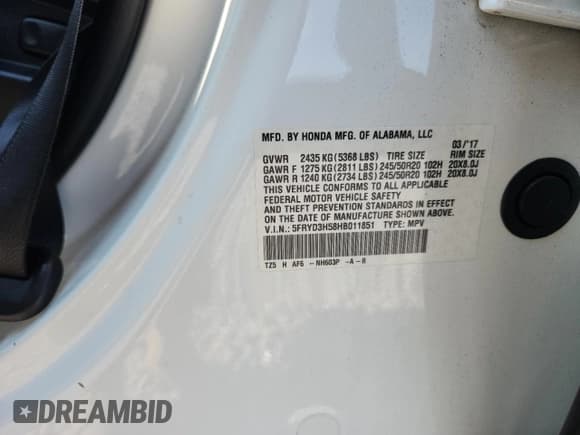 MFD. BY HONDA MFG. OF ALABAMA, LLC
03/'17
GVWR 2435 KG (5368 LBS) TIRE SIZE RIM SIZE
GAWR F 1275 KG (2811 LBS) 245/50R20 102H 20X8.0J
GAWR R 1240 KG (2734 LBS) 245/50R20 102H 20X8.0J
THIS VEHICLE CONFORMS TO ALL APPLICABLE
FEDERAL MOTOR VEHICLE SAFETY
AND THEFT PREVENTION STANDARDS IN EFFECT
ON THE DATE OF MANUFACTURE SHOWN ABOVE.
V.I.N.: 5FRYD3H58HB011851 TYPE: MPV
TZ5 H AF6 -NH603P -A -8
DREAMBID